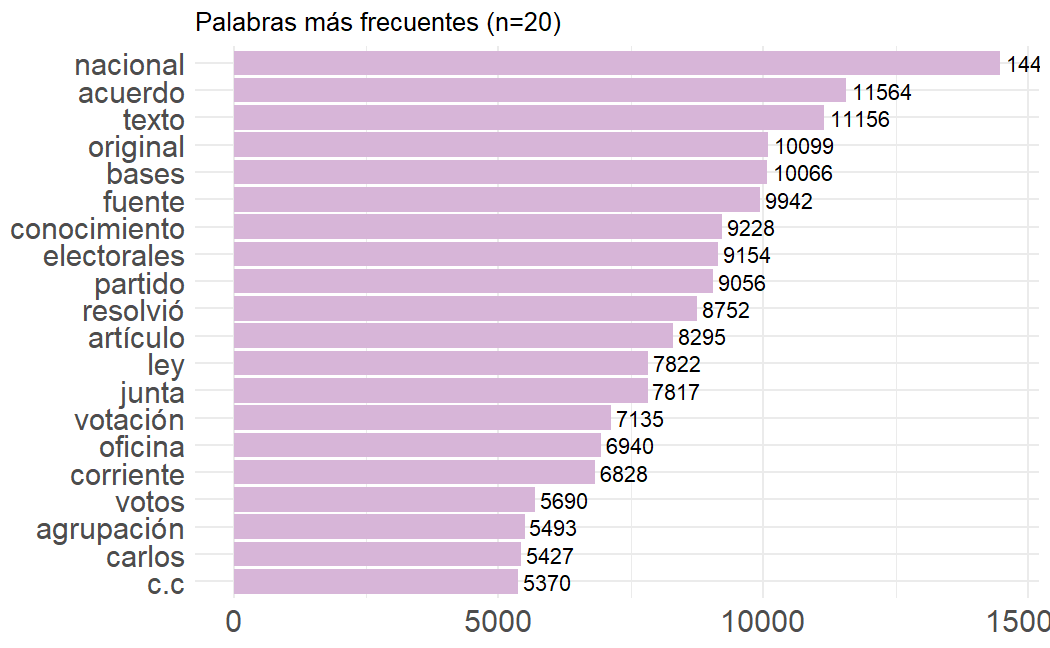 Palabras más frecuentes (n=20)
nacional 144
acuerdo 11564
texto 11156
original 10099
bases 10066
fuente 9942
conocimiento 9228
electorales 9154
partido 9056
resolvió 8752
artículo 8295
ley 7822
junta 7817
votación 7135
oficina 6940
corriente 6828
votos 5690
agrupación 5493
carlos 5427
c.c 5370
0 5000 10000 1500